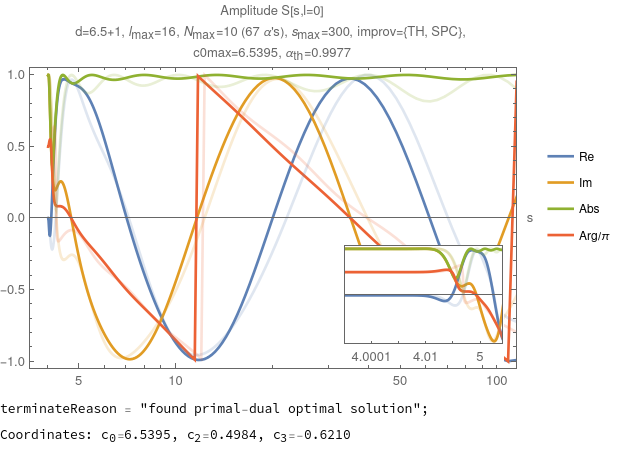 Amplitude S[s,l=0]
d=6.5+1, lmax=16, Nmax=10 (67 α's), smax=300, improv={TH, SPC},
c0max=6.5395, αth=0.9977
1.0
0.5
0.0
−0.5
−1.0
5
10
50
100
s
Re
Im
Abs
Arg/π
4.0001
4.01
5
terminateReason = "found primal-dual optimal solution";
Coordinates: c0=6.5395, c2=0.4984, c3=-0.6210